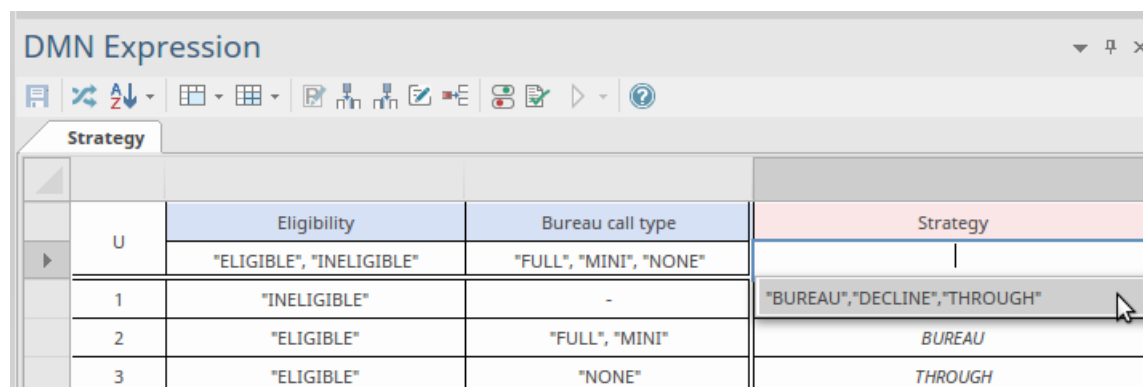 DMN Expression
Strategy
U Eligibility Bureau call type Strategy
"ELIGIBLE", "INELIGIBLE" "FULL", "MINI", "NONE"
1 "INELIGIBLE" - "BUREAU","DECLINE","THROUGH"
2 "ELIGIBLE" "FULL", "MINI" BUREAU
3 "ELIGIBLE" "NONE" THROUGH